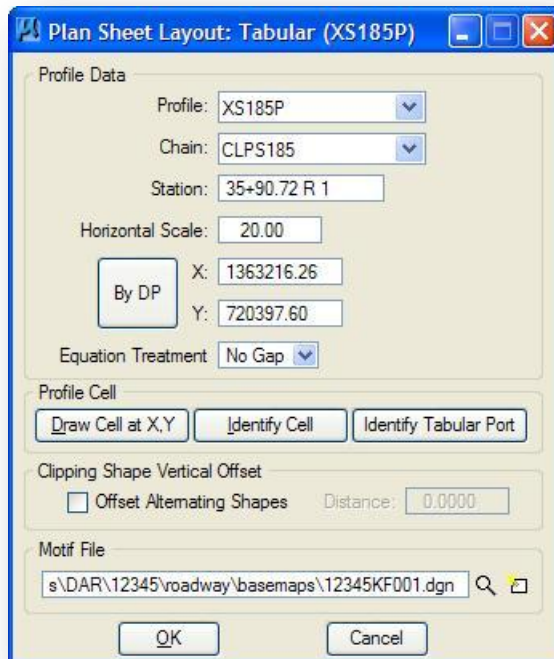 Plan Sheet Layout: Tabular (XS185P)
Profile Data
Profile: XS185P
Chain: CLPS185
Station: 35+90.72 R 1
Horizontal Scale: 20.00
By DP
X: 1363216.26
Y: 720397.60
Equation Treatment No Gap
Profile Cell
Draw Cell at X,Y Identify Cell Identify Tabular Port
Clipping Shape Vertical Offset
Offset Alternating Shapes Distance: 0.0000
Motif File
s\DAR\12345\roadway\basemaps\12345KF001.dgn
OK Cancel